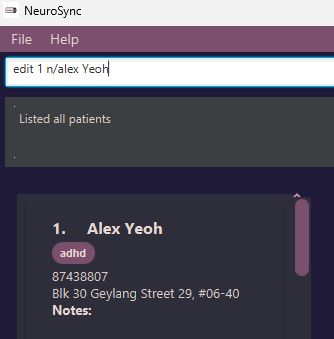 NeuroSync
File Help
edit 1 n/alex Yeoh
Listed all patients
1. Alex Yeoh
adhd
87438807
Blk 30 Geylang Street 29, #06-40
Notes: